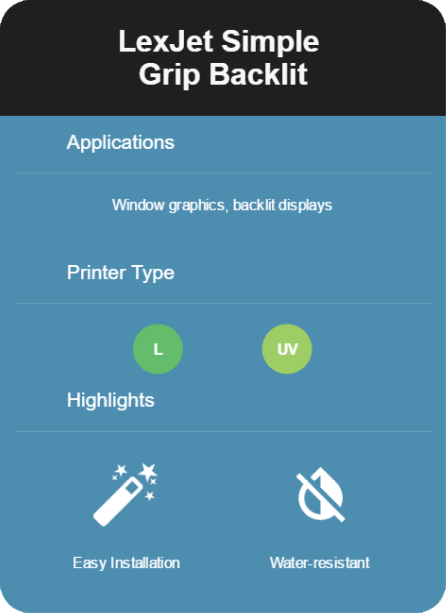 LexJet Simple
Grip Backlit
Applications
Window graphics, backlit displays
Printer Type
L UV
Highlights
Easy Installation Water-resistant